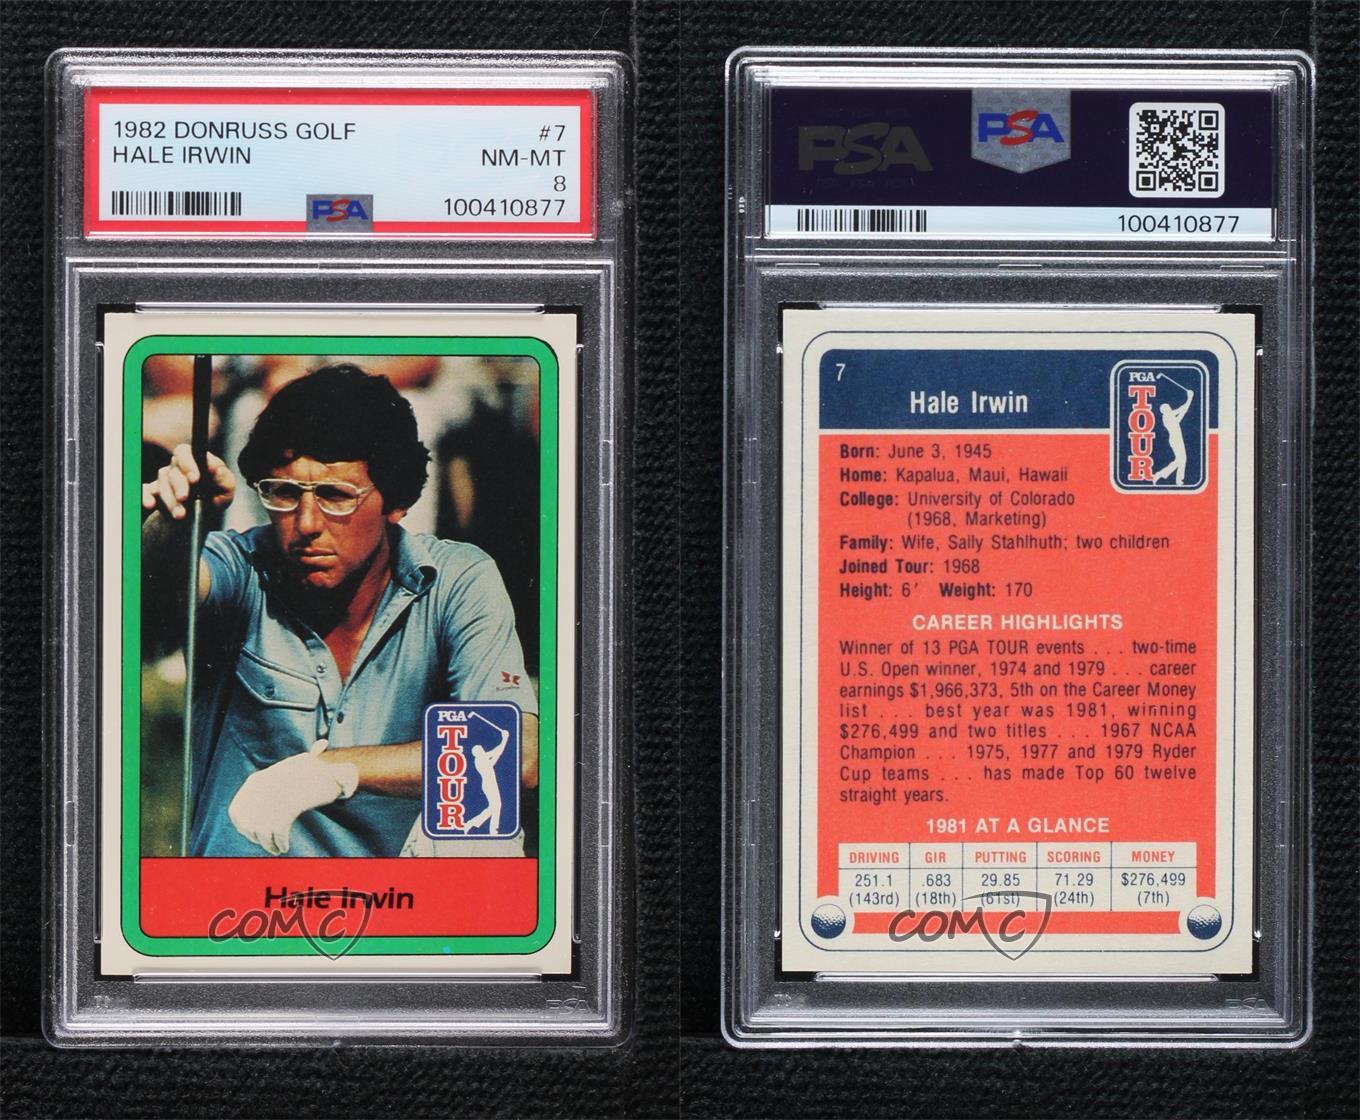 1982 DONRUSS GOLF #7
HALE IRWIN NM-MT
8
PSA 100410877
PGA
TOUR
Hale Irwin
COMC
PSA
PSA PSA
100410877
7
Hale Irwin
PGA
TOUR
Born: June 3, 1945
Home: Kapalua, Maui, Hawaii
College: University of Colorado
(1968, Marketing)
Family: Wife, Sally Stahlhuth; two children
Joined Tour: 1968
Height: 6′ Weight: 170
CAREER HIGHLIGHTS
Winner of 13 PGA TOUR events . . . two-time
U.S. Open winner, 1974 and 1979 . . . career
earnings $1,966,373, 5th on the Career Money
list . . . best year was 1981, winning
$276,499 and two titles . . . 1967 NCAA
Champion . . . 1975, 1977 and 1979 Ryder
Cup teams . . . has made Top 60 twelve
straight years.
1981 AT A GLANCE
DRIVING GIR PUTTING SCORING MONEY
251.1 .683 29.85 71.29 $276,499
(143rd) (18th) (61st) (24th) (7th)
COMC
PSA